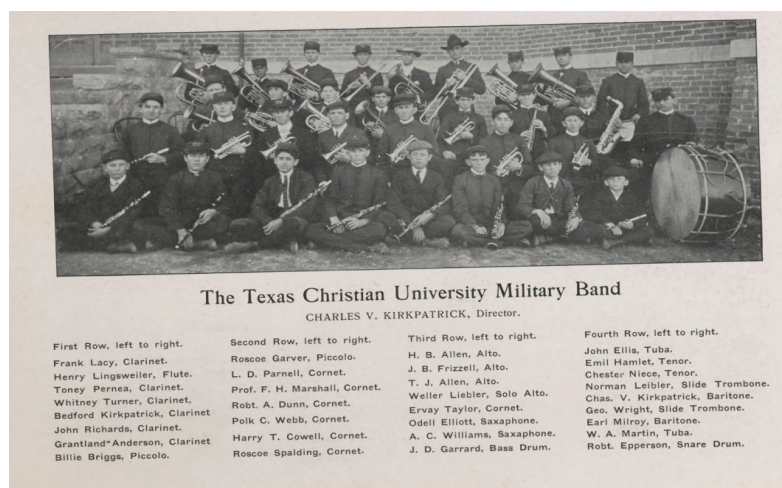 The Texas Christian University Military Band
CHARLES V. KIRKPATRICK, Director.
First Row, left to right.
Frank Lacy, Clarinet.
Henry Lingsweiler, Flute.
Toney Pernea, Clarinet.
Whitney Turner, Clarinet.
Bedford Kirkpatrick, Clarinet
John Richards, Clarinet.
Grantland Anderson, Clarinet
Billie Briggs, Piccolo.
Second Row, left to right.
Roscoe Garver, Piccolo.
L. D. Parnell, Cornet.
Prof. F. H. Marshall, Cornet.
Robt. A. Dunn, Cornet.
Polk C. Webb, Cornet.
Harry T. Cowell, Cornet.
Roscoe Spalding, Cornet.
Third Row, left to right.
H. B. Allen, Alto.
J. B. Frizzell, Alto.
T. J. Allen, Alto.
Weller Liebler, Solo Alto.
Ervay Taylor, Cornet.
Odell Elliott, Saxaphone.
A. C. Williams, Saxaphone.
J. D. Garrard, Bass Drum.
Fourth Row, left to right.
John Ellis, Tuba.
Emil Hamlet, Tenor.
Chester Niece, Tenor.
Norman Leibler, Slide Trombone.
Chas. V. Kirkpatrick, Baritone.
Geo. Wright, Slide Trombone.
Earl Milroy, Baritone.
W. A. Martin, Tuba.
Robt. Epperson, Snare Drum.